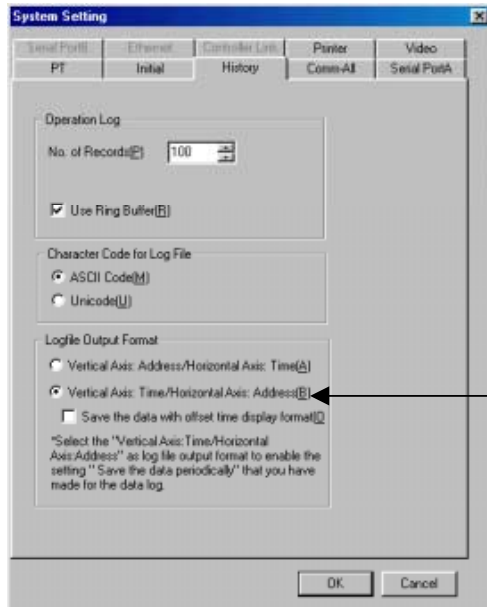 System Setting
Serial PortB Ethernet Controller Link Printer Video
PT Initial History Comm-All Serial PortA
Operation Log
No. of Records(P) 100
Use Ring Buffer(R)
Character Code for Log File
ASCII Code(M)
Unicode(U)
Logfile Output Format
Vertical Axis: Address/Horizontal Axis: Time(A)
Vertical Axis: Time/Horizontal Axis: Address(B)
Save the data with offset time display format(O
*Select the "Vertical Axis:Time/Horizontal
Axis:Address" as log file output format to enable the
setting " Save the data periodically" that you have
made for the data log.
OK Cancel